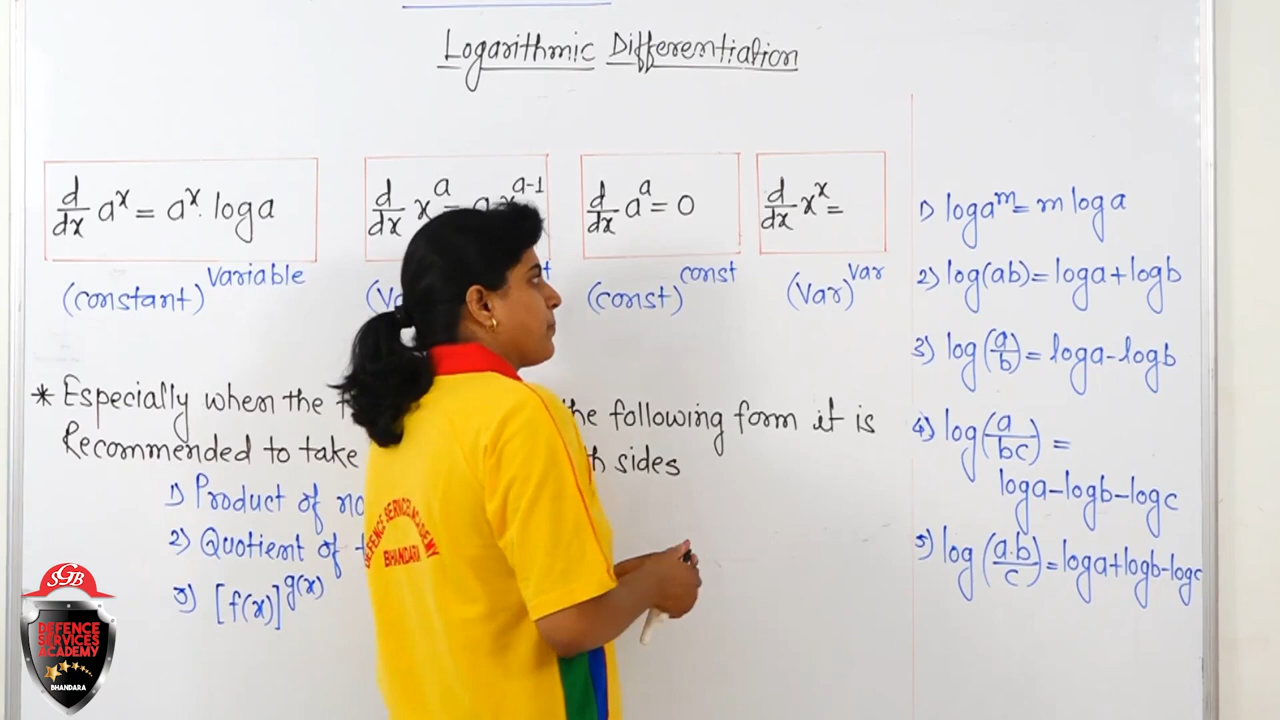 Logarithmic Differentiation
d/dx a^x = a^x. log a
(constant)^Variable
d/dx x^a = a x^a-1
d/dx a^a = 0
(const)^const
d/dx x^x =
(Var)^Var
* Especially when the the following form it is
Recommended to take sides
1) Product of
2) Quotient of
3) [f(x)]^g(x)
1) log a^m = m log a
2) log(ab) = log a + log b
3) log(a/b) = log a - log b
4) log(a/bc) =
log a - log b - log c
5) log(a.b/c) = log a + log b - log c
DEFENCE SERVICES ACADEMY
BHANDARA
SGB
DEFENCE
SERVICES
ACADEMY
BHANDARA